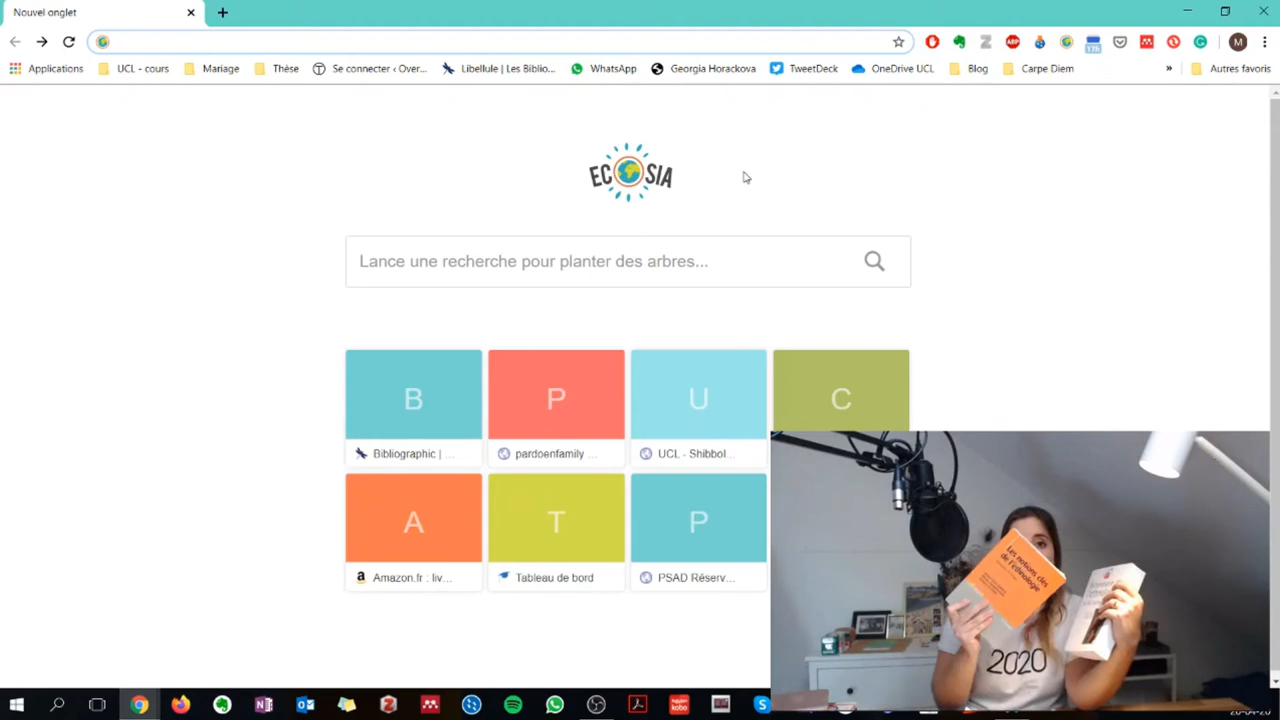 Nouvel onglet
Applications UCL - cours Mariage Thèse Se connecter ‹ Over... Libellule | Les Biblio... WhatsApp Georgia Horackova TweetDeck OneDrive UCL Blog Carpe Diem » Autres favoris
ECOSIA
Lance une recherche pour planter des arbres...
B P U C
Bibliographic | ... pardoenfamily ... UCL - Shibbol...
A T P
Amazon.fr : liv... Tableau de bord PSAD Réserv...
Les notions clés
de l'ethnologie
2020